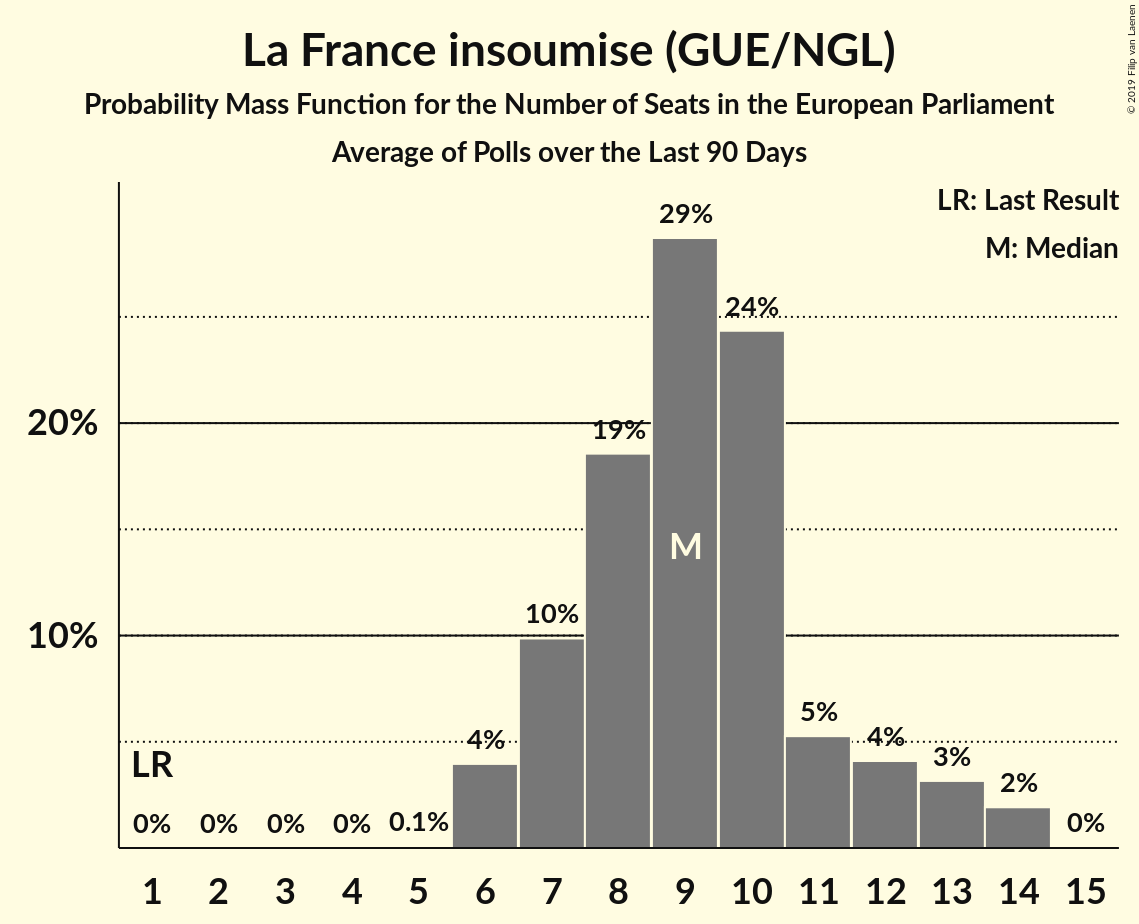 La France insoumise (GUE/NGL)
Probability Mass Function for the Number of Seats in the European Parliament
Average of Polls over the Last 90 Days
© 2019 Filip van Laenen
LR: Last Result
M: Median
20%
10%
LR
0%
0%
0%
0%
0.1%
4%
10%
19%
29%
M
24%
5%
4%
3%
2%
0%
1 2 3 4 5 6 7 8 9 10 11 12 13 14 15